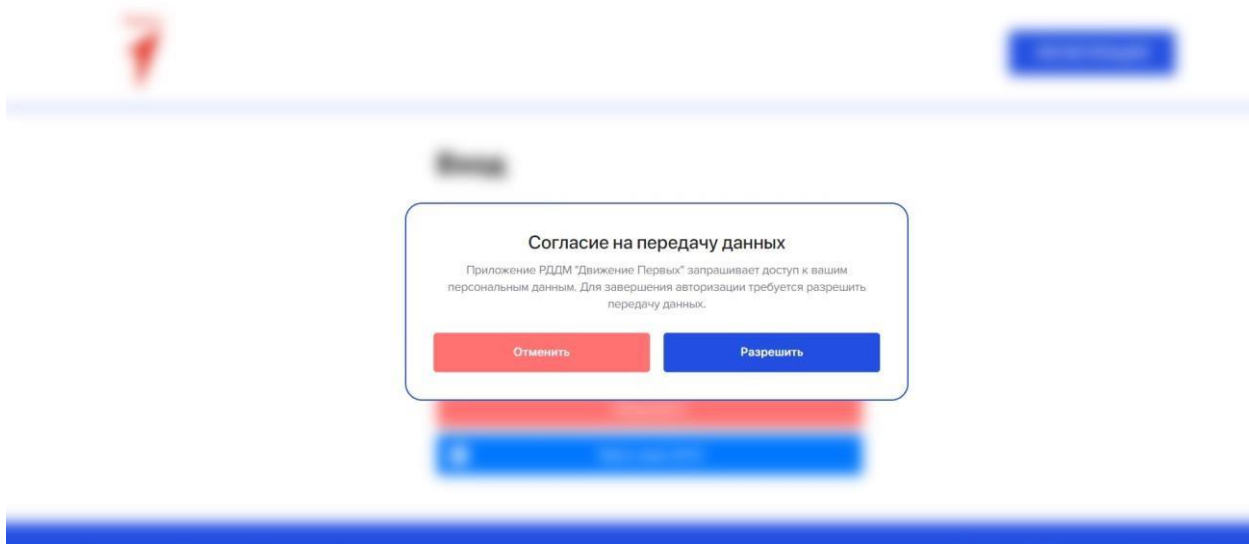 Вход
Согласие на передачу данных
Приложение РДДМ "Движение Первых" запрашивает доступ к вашим
персональным данным. Для завершения авторизации требуется разрешить
передачу данных.
Отменить
Разрешить